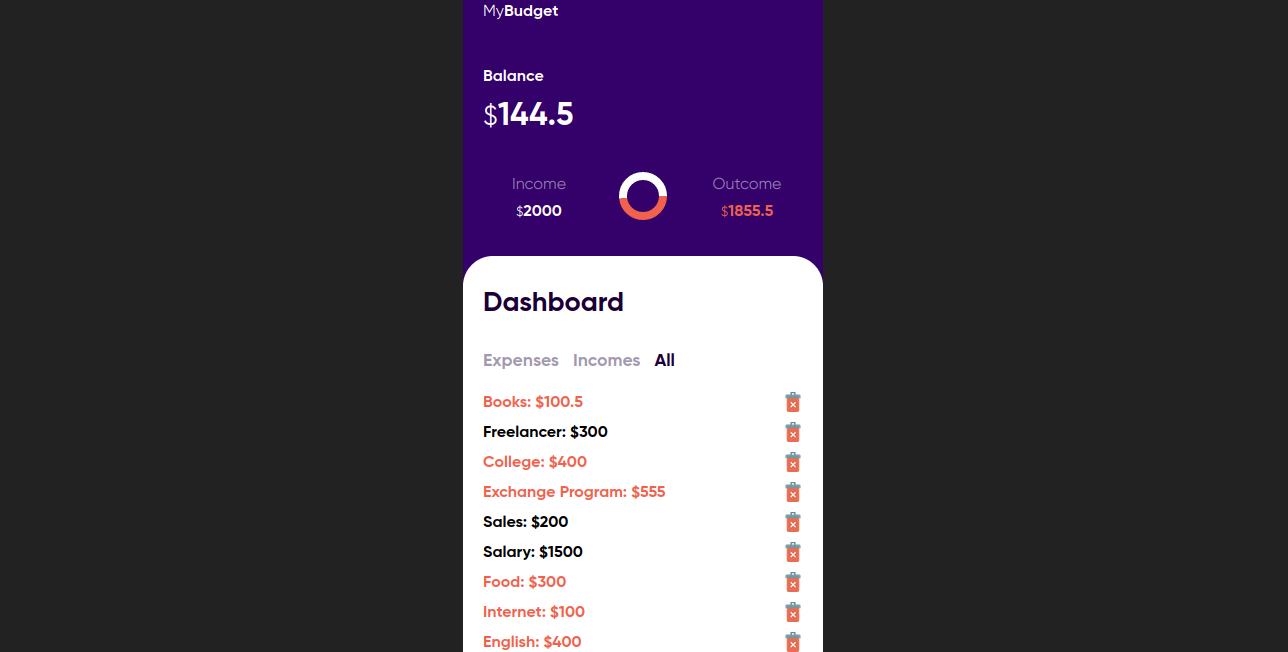 MyBudget
Balance
$144.5
Income
Outcome
$2000
$1855.5
Dashboard
Expenses Incomes All
Books: $100.5
Freelancer: $300
College: $400
Exchange Program: $555
Sales: $200
Salary: $1500
Food: $300
Internet: $100
English: $400